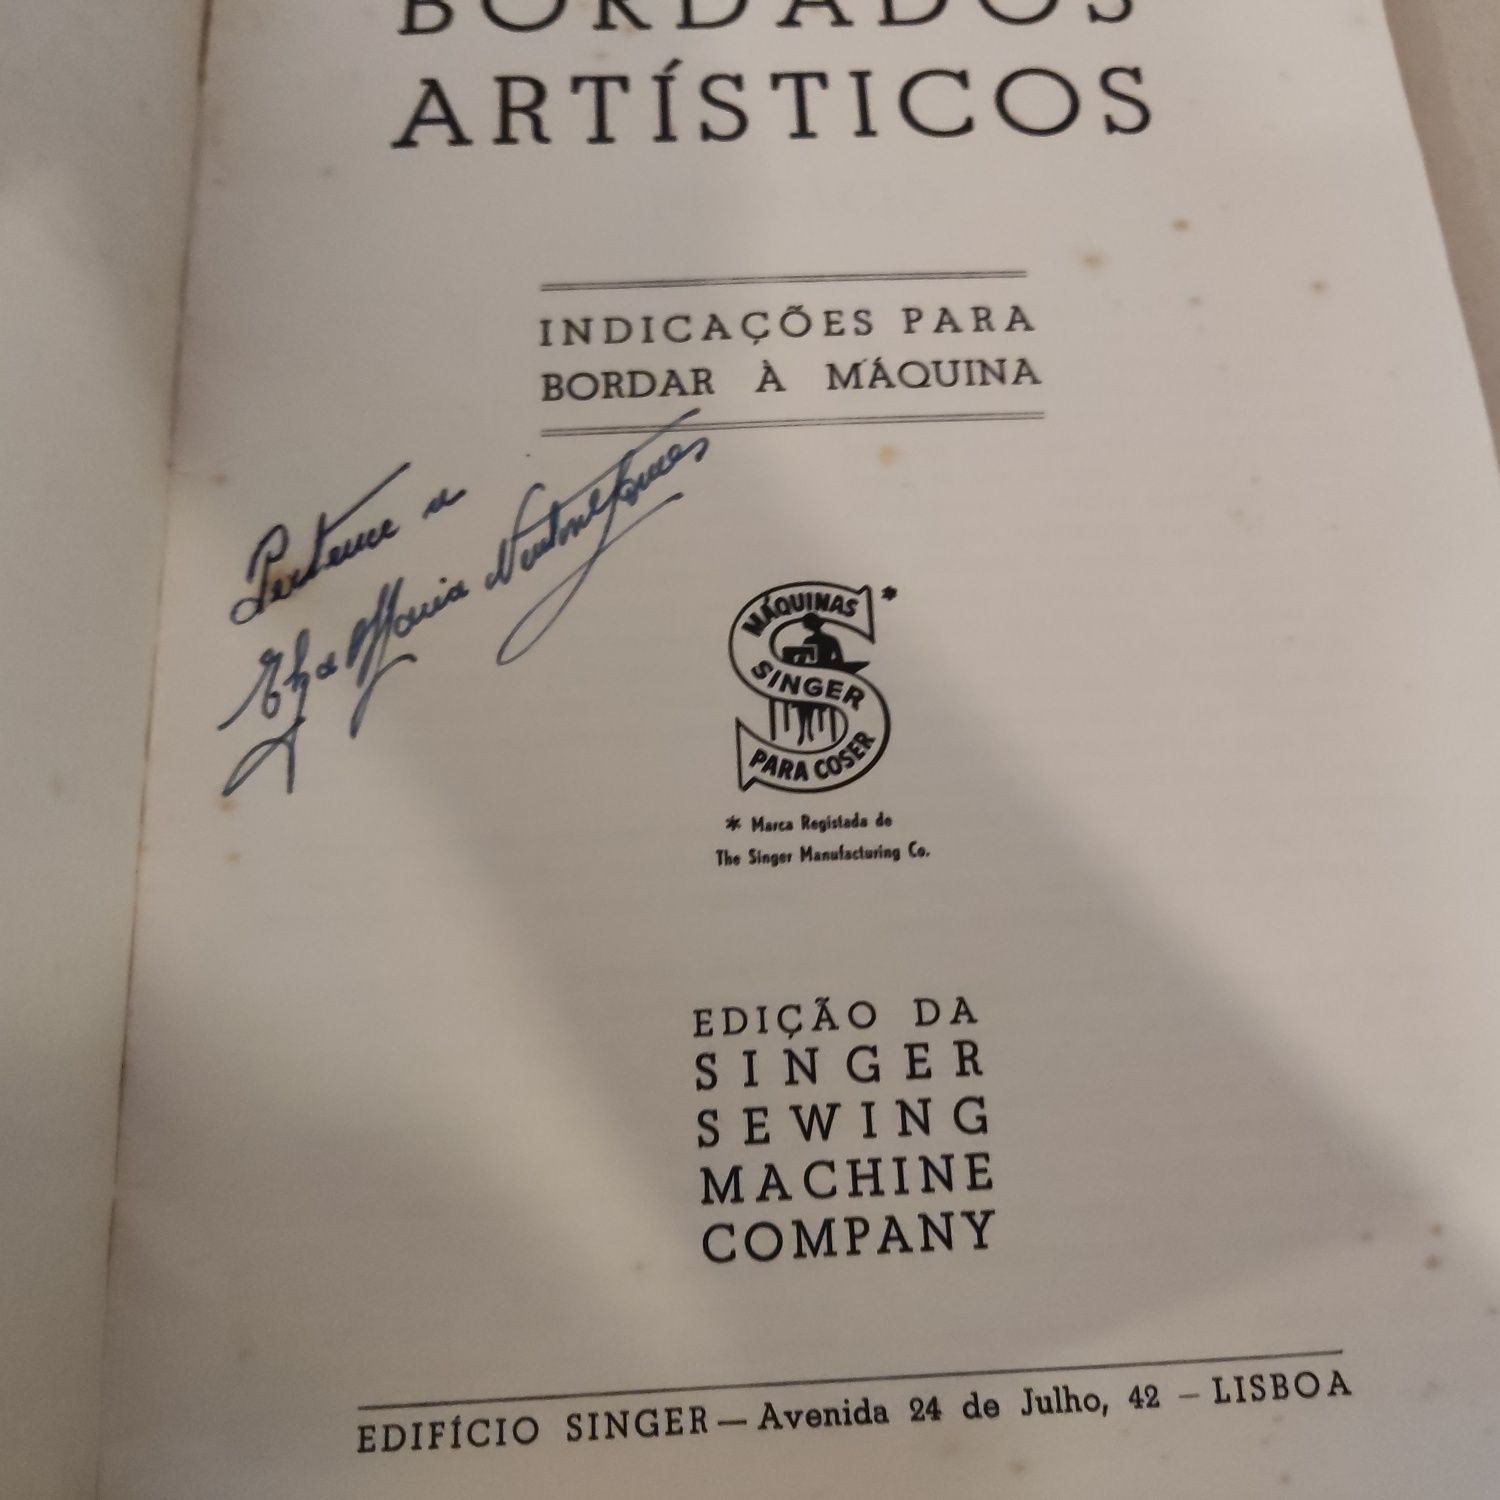 BORDADOS
ARTÍSTICOS
INDICAÇÕES PARA
BORDAR À MÁQUINA
Pertence a
Maria
MÁQUINAS *
SINGER
PARA COSER
* Marca Registada de
The Singer Manufacturing Co.
EDIÇÃO DA
SINGER
SEWING
MACHINE
COMPANY
EDIFÍCIO SINGER — Avenida 24 de Julho, 42 — LISBOA